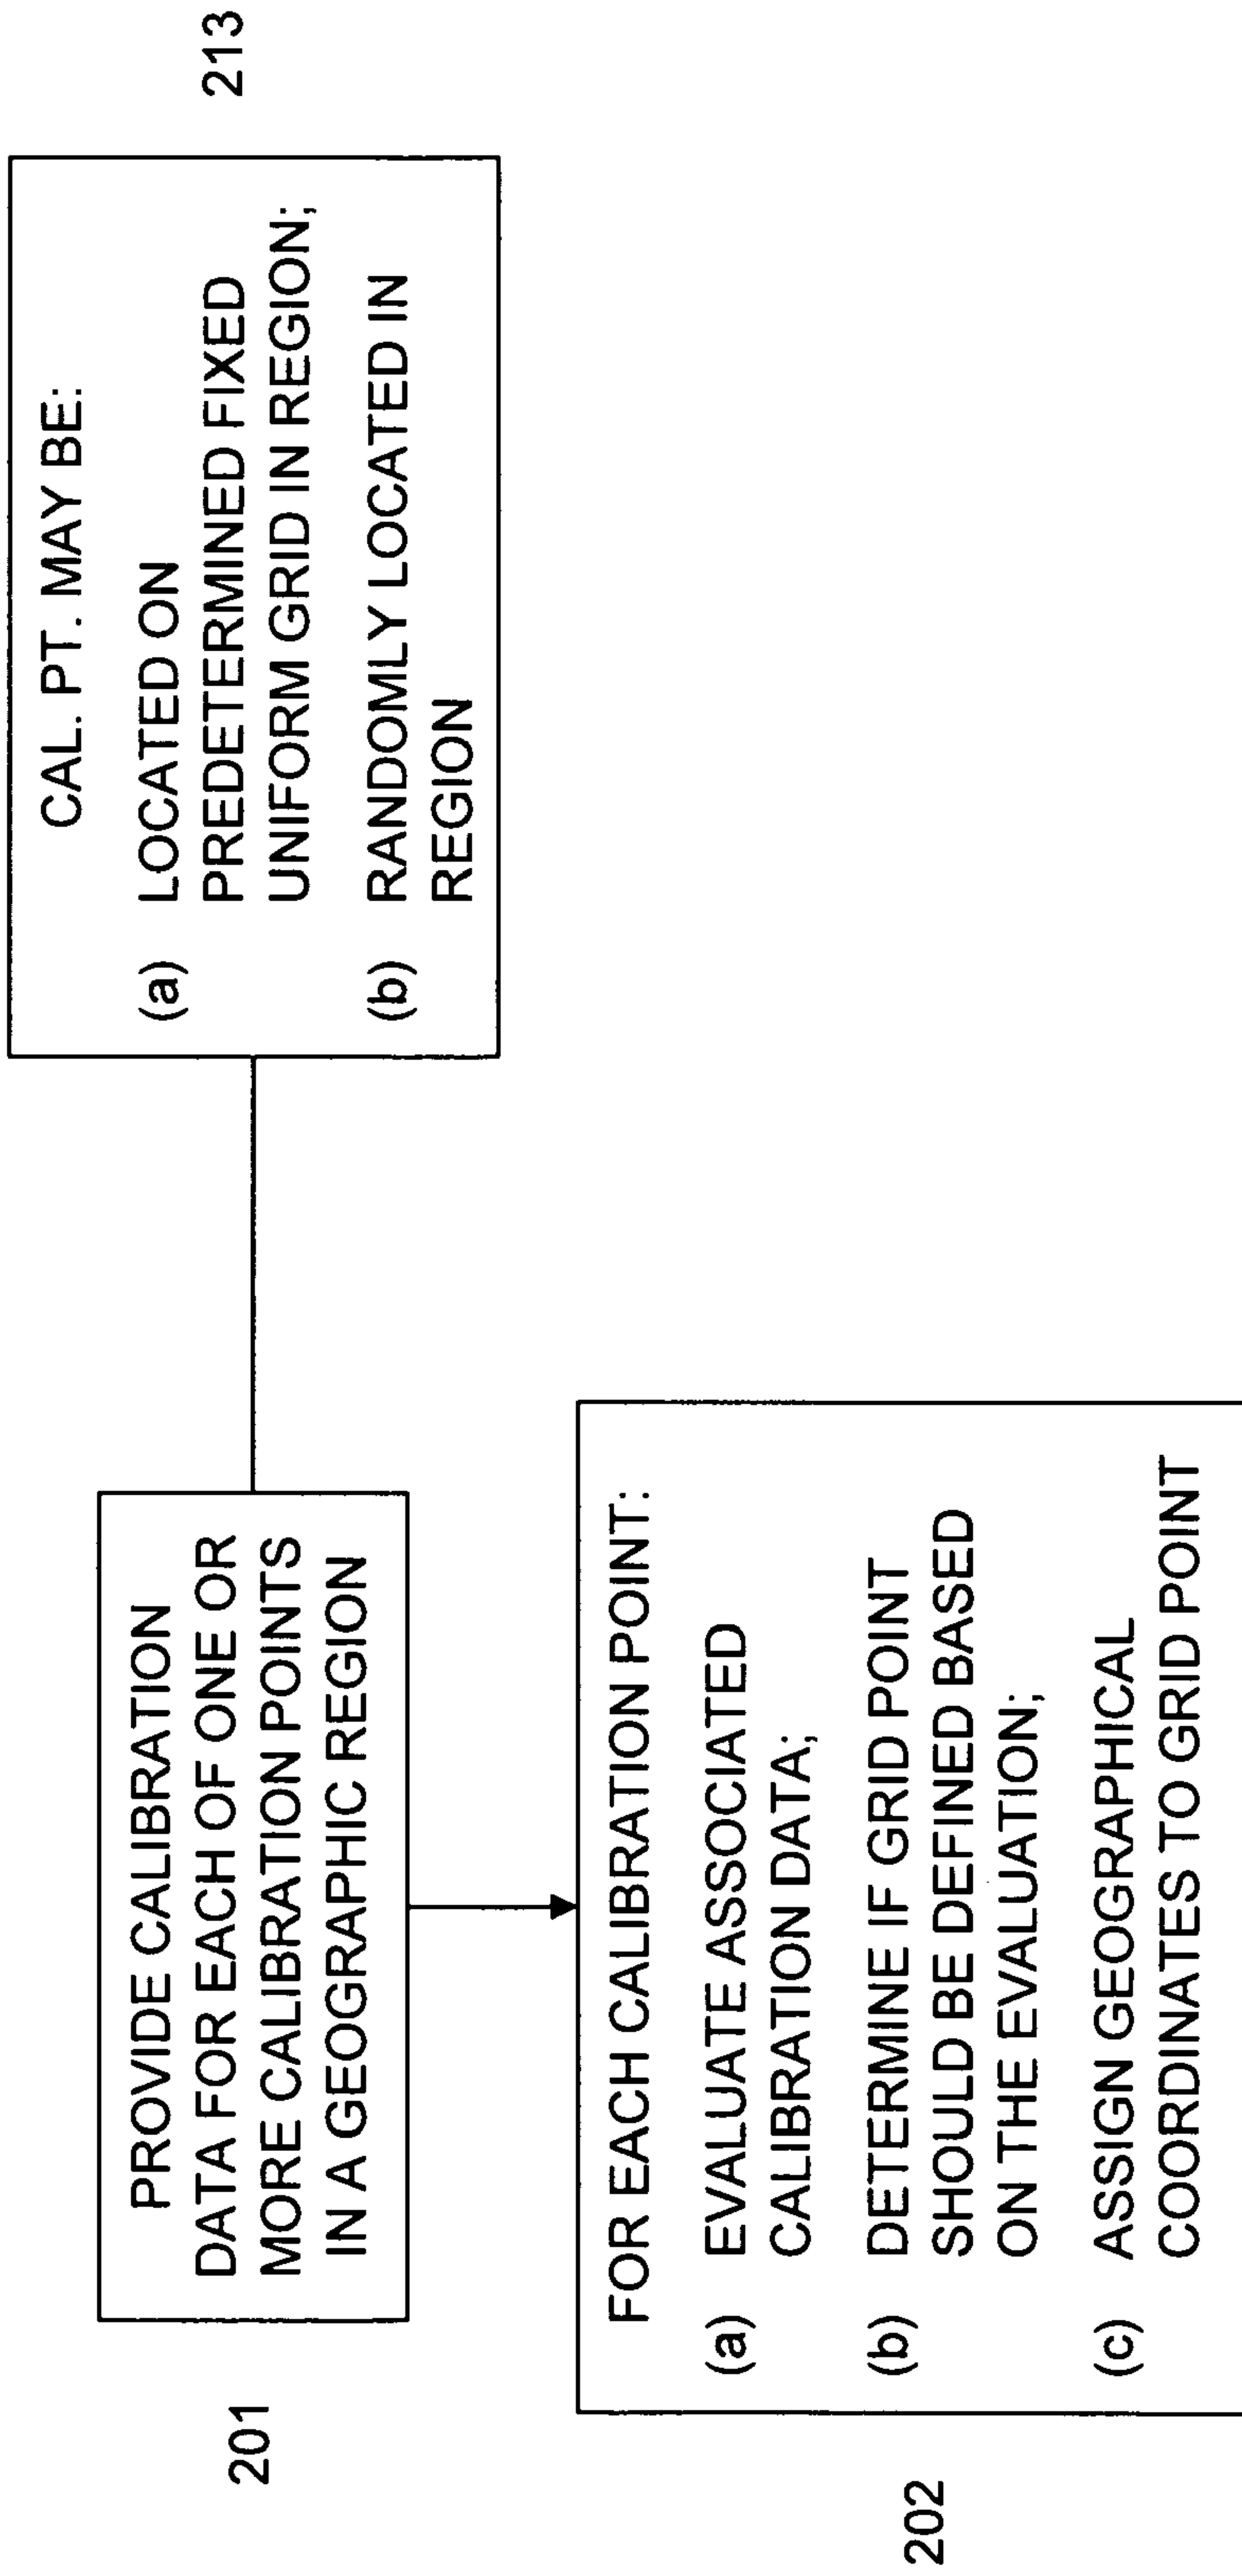 201
PROVIDE CALIBRATION
DATA FOR EACH OF ONE OR
MORE CALIBRATION POINTS
IN A GEOGRAPHIC REGION
CAL. PT. MAY BE:
(a) LOCATED ON
PREDETERMINED FIXED
UNIFORM GRID IN REGION;
(b) RANDOMLY LOCATED IN
REGION
213
202
FOR EACH CALIBRATION POINT:
(a) EVALUATE ASSOCIATED
CALIBRATION DATA;
(b) DETERMINE IF GRID POINT
SHOULD BE DEFINED BASED
ON THE EVALUATION;
(c) ASSIGN GEOGRAPHICAL
COORDINATES TO GRID POINT